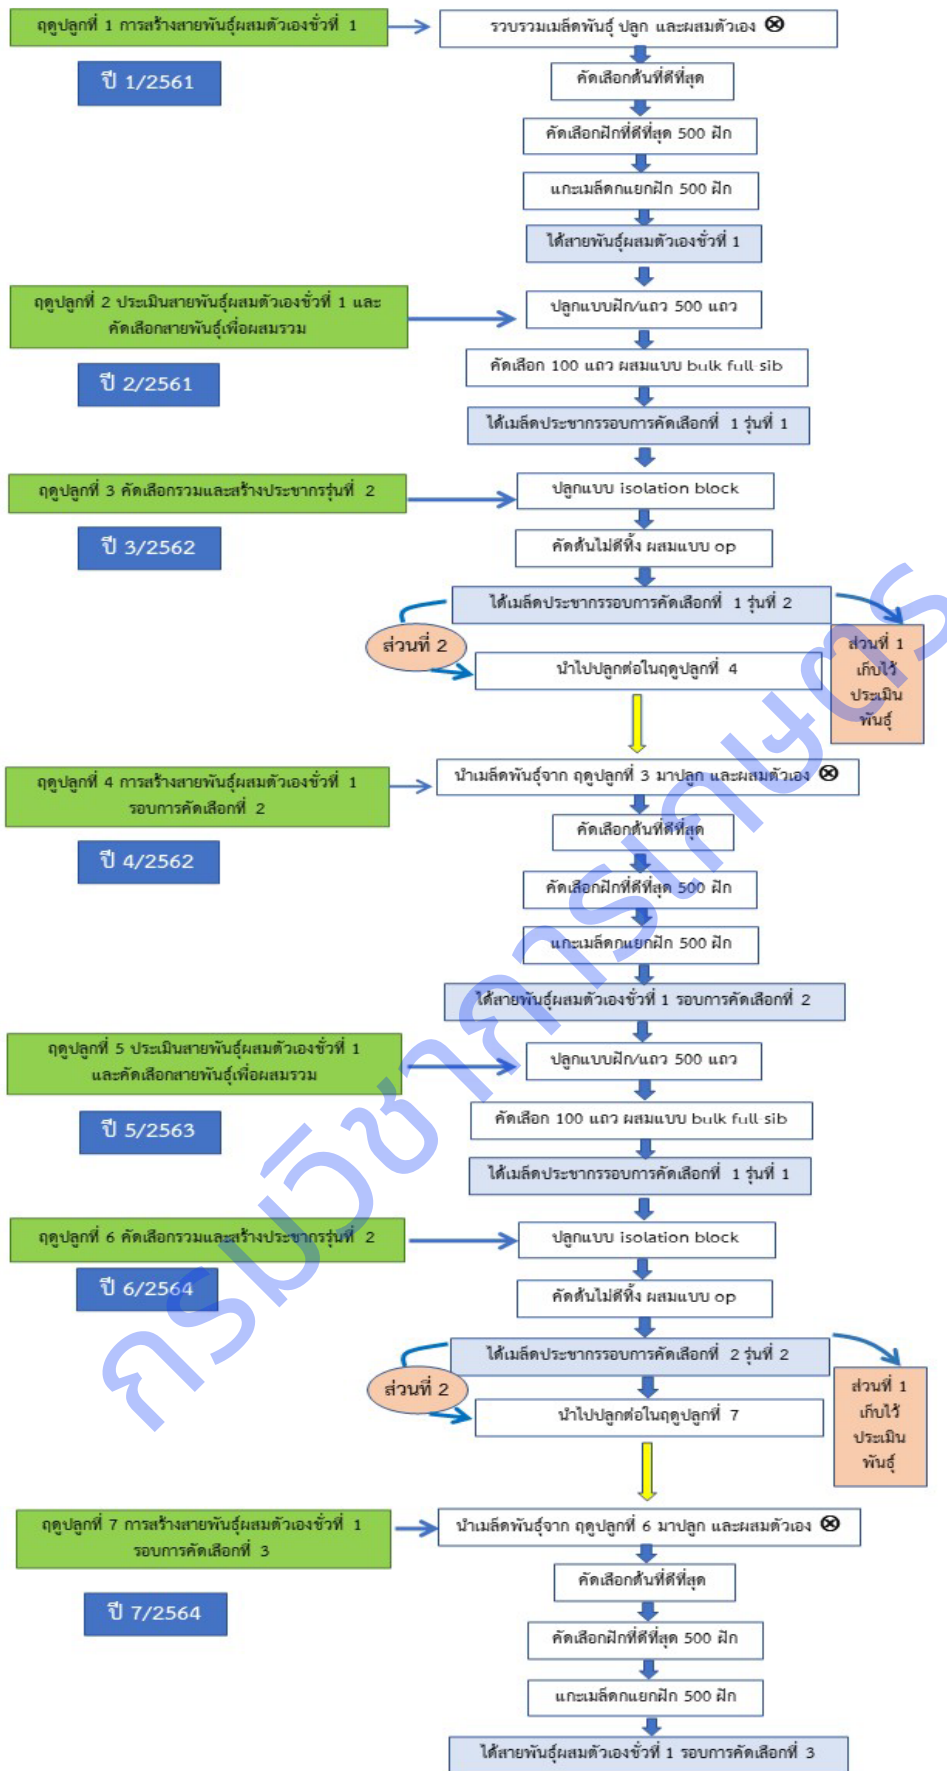 ฤดูปลูกที่ 1 การสร้างสายพันธุ์ผสมตัวเองชั่วที่ 1
รวบรวมเมล็ดพันธุ์ ปลูก และผสมตัวเอง ⊗
ปี 1/2561
คัดเลือกต้นที่ดีที่สุด
คัดเลือกฝักที่ดีที่สุด 500 ฝัก
แกะเมล็ดกแยกฝัก 500 ฝัก
ได้สายพันธุ์ผสมตัวเองชั่วที่ 1
ฤดูปลูกที่ 2 ประเมินสายพันธุ์ผสมตัวเองชั่วที่ 1 และ
คัดเลือกสายพันธุ์เพื่อผสมรวม
ปลูกแบบฝัก/แถว 500 แถว
ปี 2/2561
คัดเลือก 100 แถว ผสมแบบ bulk full sib
ได้เมล็ดประชากรรอบการคัดเลือกที่ 1 รุ่นที่ 1
ฤดูปลูกที่ 3 คัดเลือกรวมและสร้างประชากรรุ่นที่ 2
ปลูกแบบ isolation block
ปี 3/2562
คัดต้นไม่ดีทิ้ง ผสมแบบ op
ได้เมล็ดประชากรรอบการคัดเลือกที่ 1 รุ่นที่ 2
ส่วนที่ 2
นำไปปลูกต่อในฤดูปลูกที่ 4
ส่วนที่ 1
เก็บไว้
ประเมิน
พันธุ์
ฤดูปลูกที่ 4 การสร้างสายพันธุ์ผสมตัวเองชั่วที่ 1
รอบการคัดเลือกที่ 2
นำเมล็ดพันธุ์จาก ฤดูปลูกที่ 3 มาปลูก และผสมตัวเอง ⊗
ปี 4/2562
คัดเลือกต้นที่ดีที่สุด
คัดเลือกฝักที่ดีที่สุด 500 ฝัก
แกะเมล็ดกแยกฝัก 500 ฝัก
ได้สายพันธุ์ผสมตัวเองชั่วที่ 1 รอบการคัดเลือกที่ 2
ฤดูปลูกที่ 5 ประเมินสายพันธุ์ผสมตัวเองชั่วที่ 1
และคัดเลือกสายพันธุ์เพื่อผสมรวม
ปลูกแบบฝัก/แถว 500 แถว
ปี 5/2563
คัดเลือก 100 แถว ผสมแบบ bulk full sib
ได้เมล็ดประชากรรอบการคัดเลือกที่ 1 รุ่นที่ 1
ฤดูปลูกที่ 6 คัดเลือกรวมและสร้างประชากรรุ่นที่ 2
ปลูกแบบ isolation block
ปี 6/2564
คัดต้นไม่ดีทิ้ง ผสมแบบ op
ได้เมล็ดประชากรรอบการคัดเลือกที่ 2 รุ่นที่ 2
ส่วนที่ 2
นำไปปลูกต่อในฤดูปลูกที่ 7
ส่วนที่ 1
เก็บไว้
ประเมิน
พันธุ์
ฤดูปลูกที่ 7 การสร้างสายพันธุ์ผสมตัวเองชั่วที่ 1
รอบการคัดเลือกที่ 3
นำเมล็ดพันธุ์จาก ฤดูปลูกที่ 6 มาปลูก และผสมตัวเอง ⊗
ปี 7/2564
คัดเลือกต้นที่ดีที่สุด
คัดเลือกฝักที่ดีที่สุด 500 ฝัก
แกะเมล็ดกแยกฝัก 500 ฝัก
ได้สายพันธุ์ผสมตัวเองชั่วที่ 1 รอบการคัดเลือกที่ 3
กรมวิชาการเกษตร